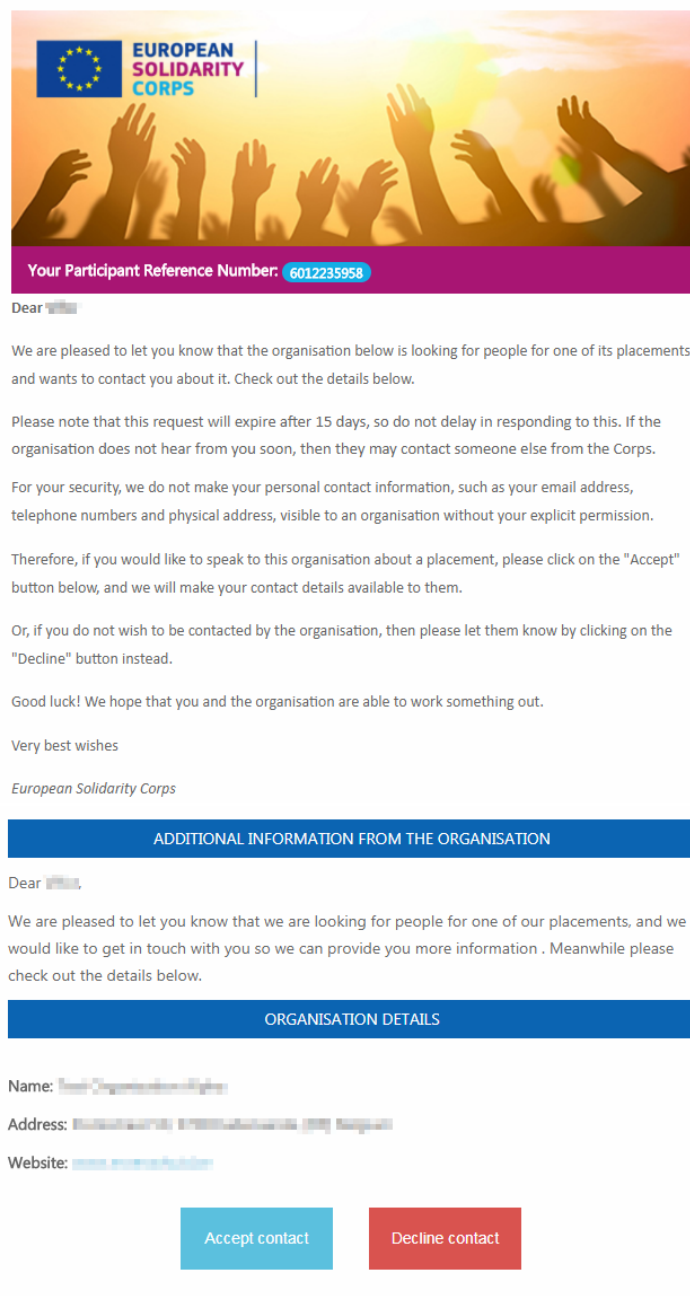 EUROPEAN
SOLIDARITY
CORPS
Your Participant Reference Number: 6012235958
Dear
We are pleased to let you know that the organisation below is looking for people for one of its placements
and wants to contact you about it. Check out the details below.
Please note that this request will expire after 15 days, so do not delay in responding to this. If the
organisation does not hear from you soon, then they may contact someone else from the Corps.
For your security, we do not make your personal contact information, such as your email address,
telephone numbers and physical address, visible to an organisation without your explicit permission.
Therefore, if you would like to speak to this organisation about a placement, please click on the "Accept"
button below, and we will make your contact details available to them.
Or, if you do not wish to be contacted by the organisation, then please let them know by clicking on the
"Decline" button instead.
Good luck! We hope that you and the organisation are able to work something out.
Very best wishes
European Solidarity Corps
ADDITIONAL INFORMATION FROM THE ORGANISATION
Dear
We are pleased to let you know that we are looking for people for one of our placements, and we
would like to get in touch with you so we can provide you more information . Meanwhile please
check out the details below.
ORGANISATION DETAILS
Name:
Address:
Website:
Accept contact Decline contact